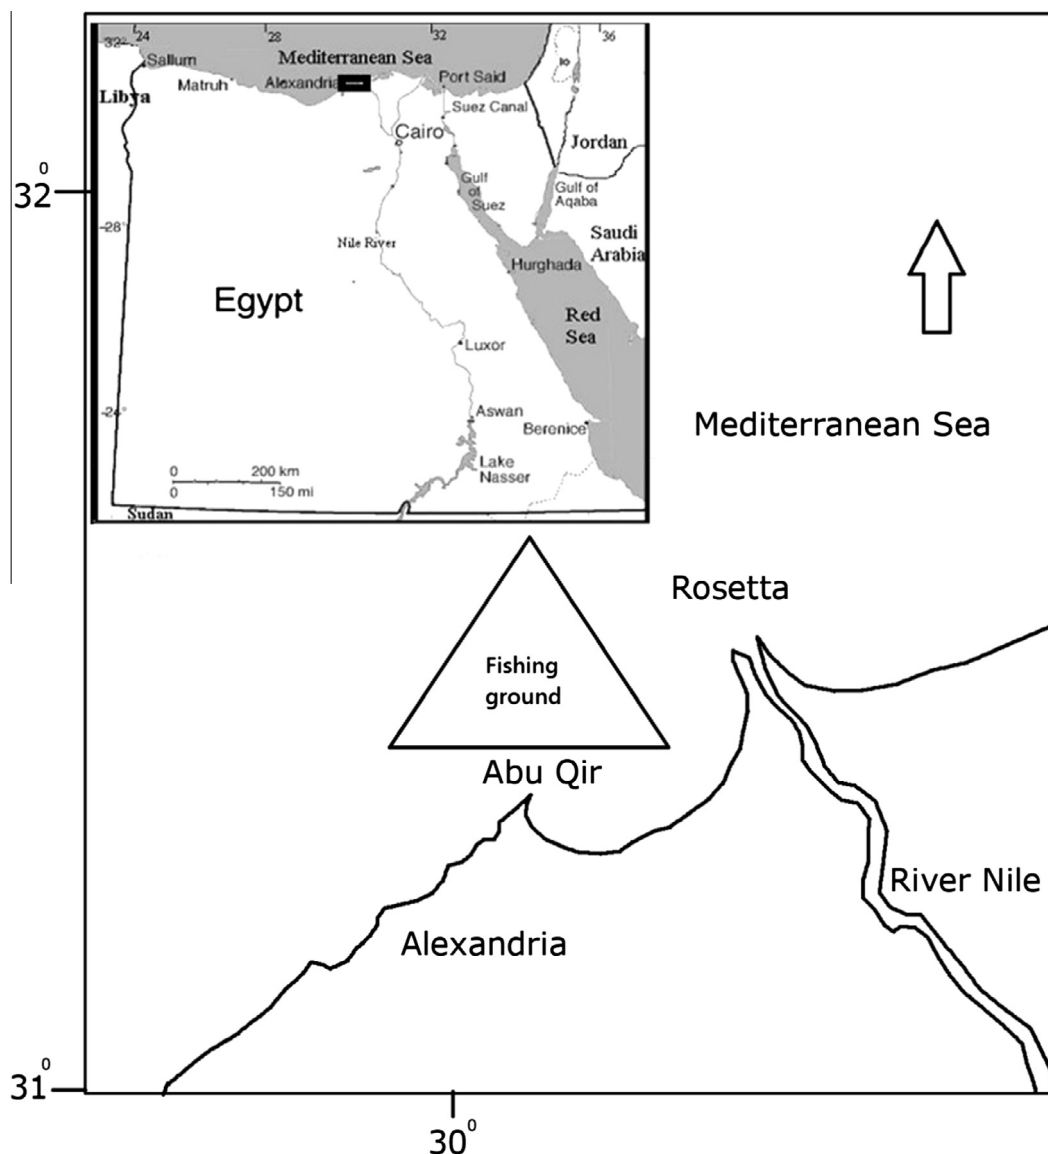 24
28
32
36
32°
Mediterranean Sea
Sallum
Matruh
Alexandria
Port Said
Libya
Suez Canal
Cairo
Jordan
Gulf
of
Suez
Gulf of
Aqaba
-28°
Nile River
Saudi
Arabia
Hurghada
Egypt
Red
Sea
Luxor
-24°
Aswan
Berenice
Lake
Nasser
0 200 km
0 150 mi
Sudan
32⁰
Mediterranean Sea
Rosetta
Fishing
ground
Abu Qir
River Nile
Alexandria
31⁰
30⁰